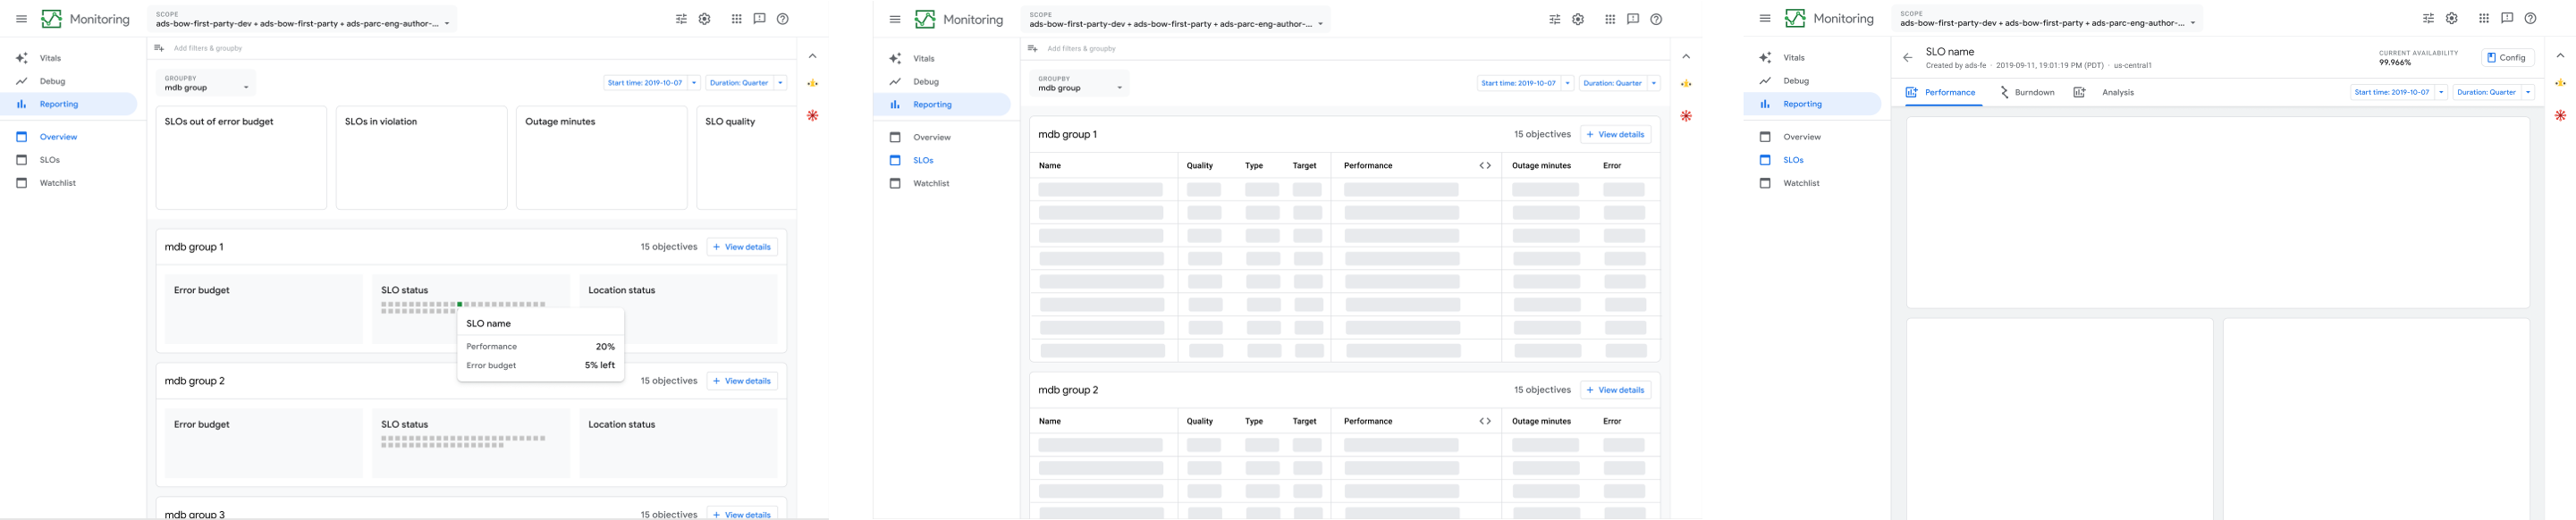 Monitoring
SCOPE
ads-bow-first-party-dev + ads-bow-first-party + ads-parc-eng-author-...
Vitals
Debug
Reporting
Overview
SLOs
Watchlist
Add filters & groupby
GROUPBY
mdb group
Start time: 2019-10-07
Duration: Quarter
SLOs out of error budget
SLOs in violation
Outage minutes
SLO quality
mdb group 1
15 objectives
+ View details
Error budget
SLO status
Location status
SLO name
Performance 20%
Error budget 5% left
mdb group 2
15 objectives
+ View details
Error budget
SLO status
Location status
mdb group 3
15 objectives
+ View details
Monitoring
SCOPE
ads-bow-first-party-dev + ads-bow-first-party + ads-parc-eng-author-...
Vitals
Debug
Reporting
Overview
SLOs
Watchlist
Add filters & groupby
GROUPBY
mdb group
Start time: 2019-10-07
Duration: Quarter
mdb group 1
15 objectives
+ View details
Name Quality Type Target Performance <> Outage minutes Error
mdb group 2
15 objectives
+ View details
Name Quality Type Target Performance <> Outage minutes Error
Monitoring
SCOPE
ads-bow-first-party-dev + ads-bow-first-party + ads-parc-eng-author-...
Vitals
Debug
Reporting
Overview
SLOs
Watchlist
SLO name
Created by ads-fe · 2019-09-11, 19:01:19 PM (PDT) · us-central1
CURRENT AVAILABILITY
99.966%
Config
Performance
Burndown
Analysis
Start time: 2019-10-07
Duration: Quarter